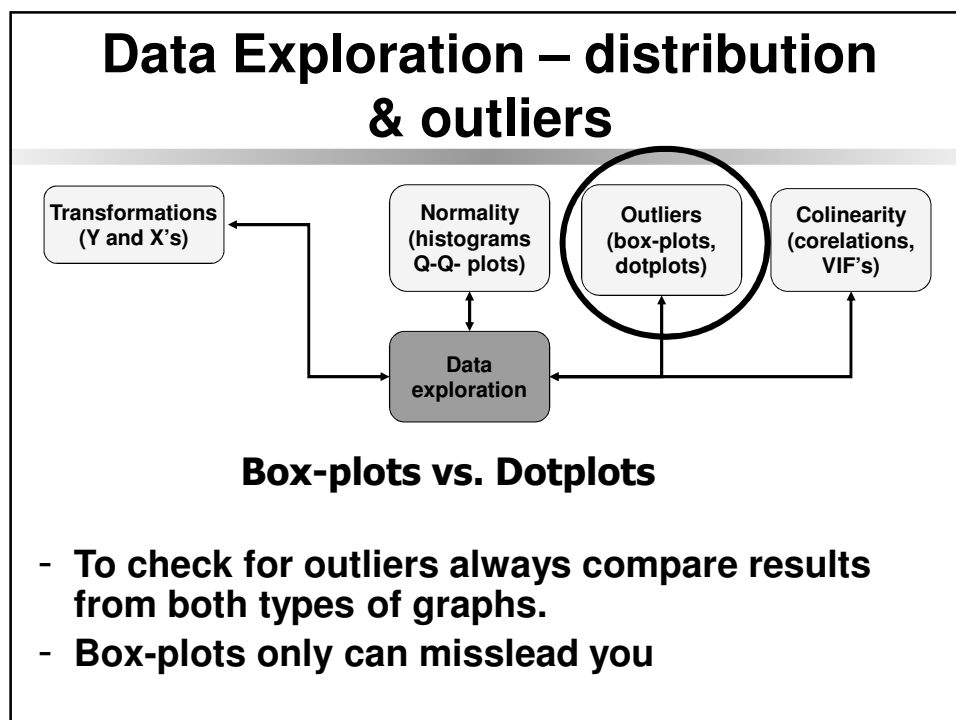 Data Exploration – distribution
& outliers
Transformations
(Y and X's)
Normality
(histograms
Q-Q- plots)
Outliers
(box-plots,
dotplots)
Colinearity
(corelations,
VIF's)
Data
exploration
Box-plots vs. Dotplots
- To check for outliers always compare results
from both types of graphs.
- Box-plots only can misslead you